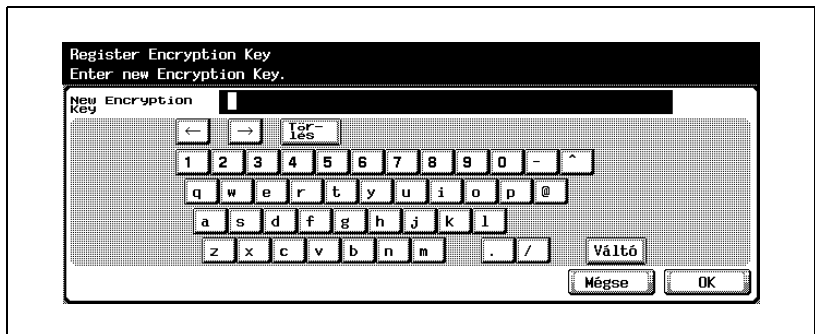 Register Encryption Key
Enter new Encryption Key.
New Encryption
Key
← → Tör-
lés
1 2 3 4 5 6 7 8 9 0 - ^
q w e r t y u i o p @
a s d f g h j k l
z x c v b n m . / Váltó
Mégse OK